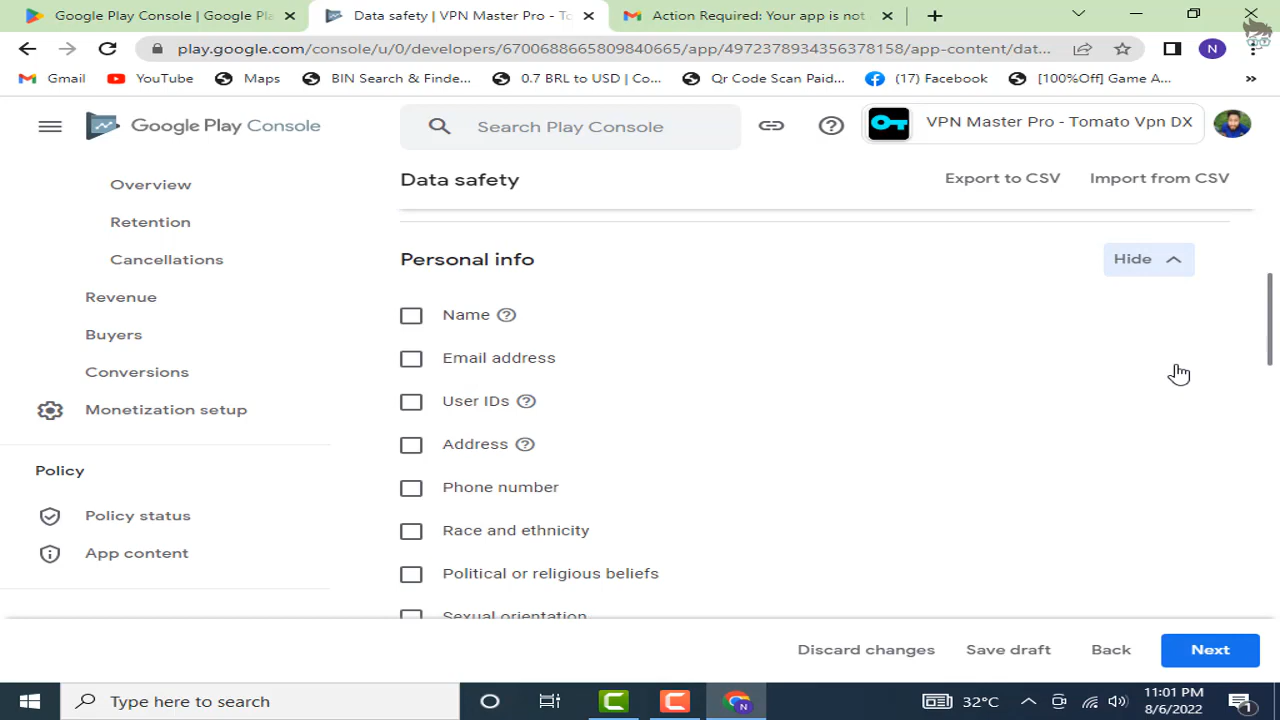 Google Play Console | Google Pla
Data safety | VPN Master Pro - To
Action Required: Your app is not
play.google.com/console/u/0/developers/6700688665809840665/app/4972378934356378158/app-content/dat...
N
Gmail
YouTube
Maps
BIN Search & Finde...
0.7 BRL to USD | Co...
Qr Code Scan Paid...
(17) Facebook
[100%Off] Game A...
»
Google Play Console
Search Play Console
VPN Master Pro - Tomato Vpn DX
Data safety
Export to CSV
Import from CSV
Overview
Retention
Cancellations
Revenue
Buyers
Conversions
Monetization setup
Policy
Policy status
App content
Personal info
Hide
Name
Email address
User IDs
Address
Phone number
Race and ethnicity
Political or religious beliefs
Sexual orientation
Discard changes
Save draft
Back
Next
Type here to search
32°C
11:01 PM
8/6/2022
1